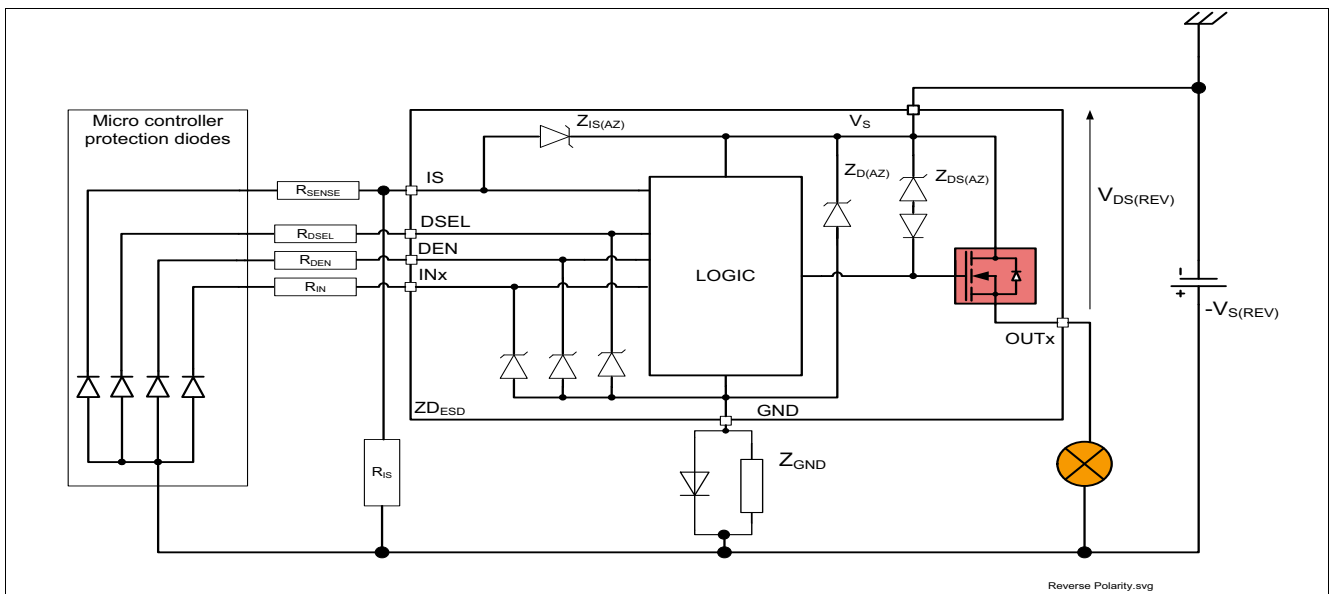 Micro controller
protection diodes
Z_IS(AZ)
V_S
Z_D(AZ)
Z_DS(AZ)
V_DS(REV)
R_SENSE
IS
R_DSEL
DSEL
R_DEN
DEN
R_IN
INx
LOGIC
-
+
-V_S(REV)
OUTx
ZD_ESD
GND
R_IS
Z_GND
Reverse Polarity.svg